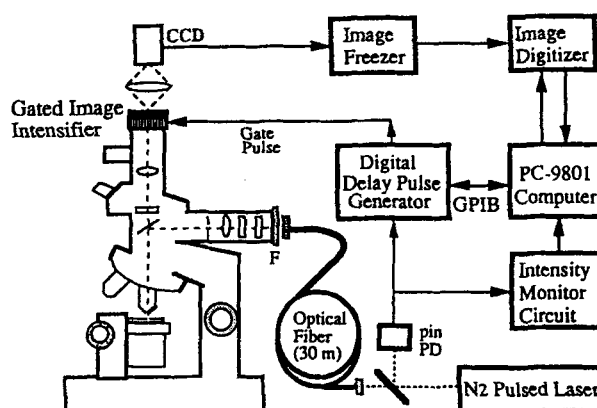 CCD
Image
Freezer
Image
Digitizer
Gated Image
Intensifier
Gate
Pulse
Digital
Delay Pulse
Generator
GPIB
PC-9801
Computer
F
Optical
Fiber
(30 m)
pin
PD
Intensity
Monitor
Circuit
N2 Pulsed Laser